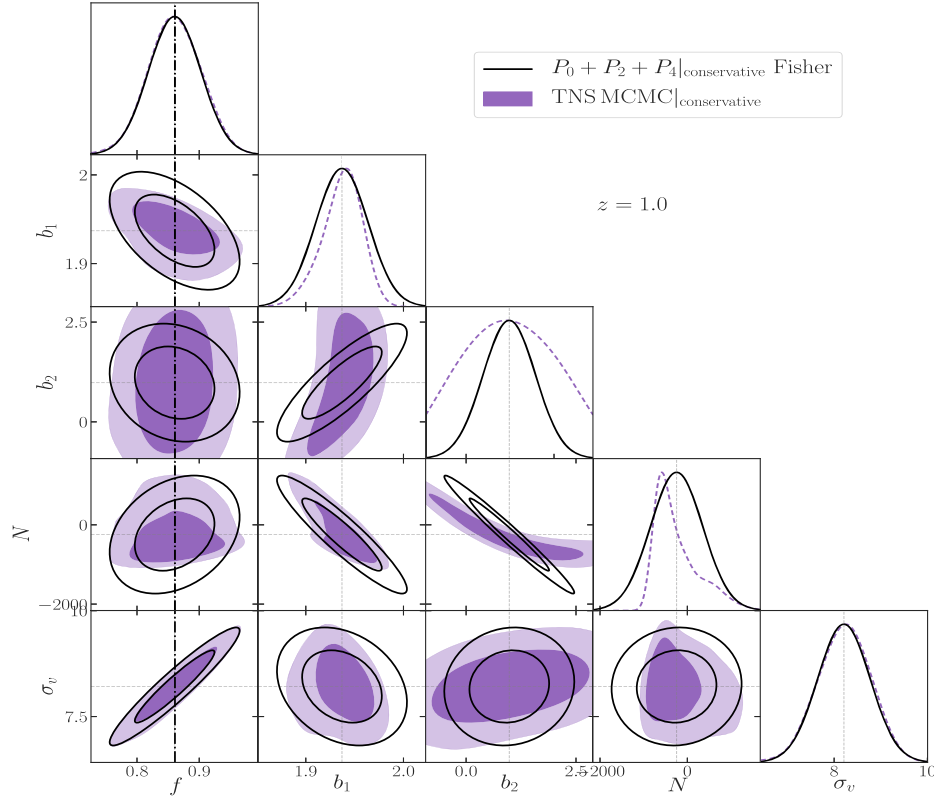 P₀ + P₂ + P₄|conservative Fisher
TNS MCMC|conservative
z = 1.0
2
1.9
b₁
2.5
0
b₂
0
−2000
N
10
7.5
σᵥ
0.8 0.9
f
1.9 2.0
b₁
0.0 2.5
b₂
−2000 0
N
8 10
σᵥ